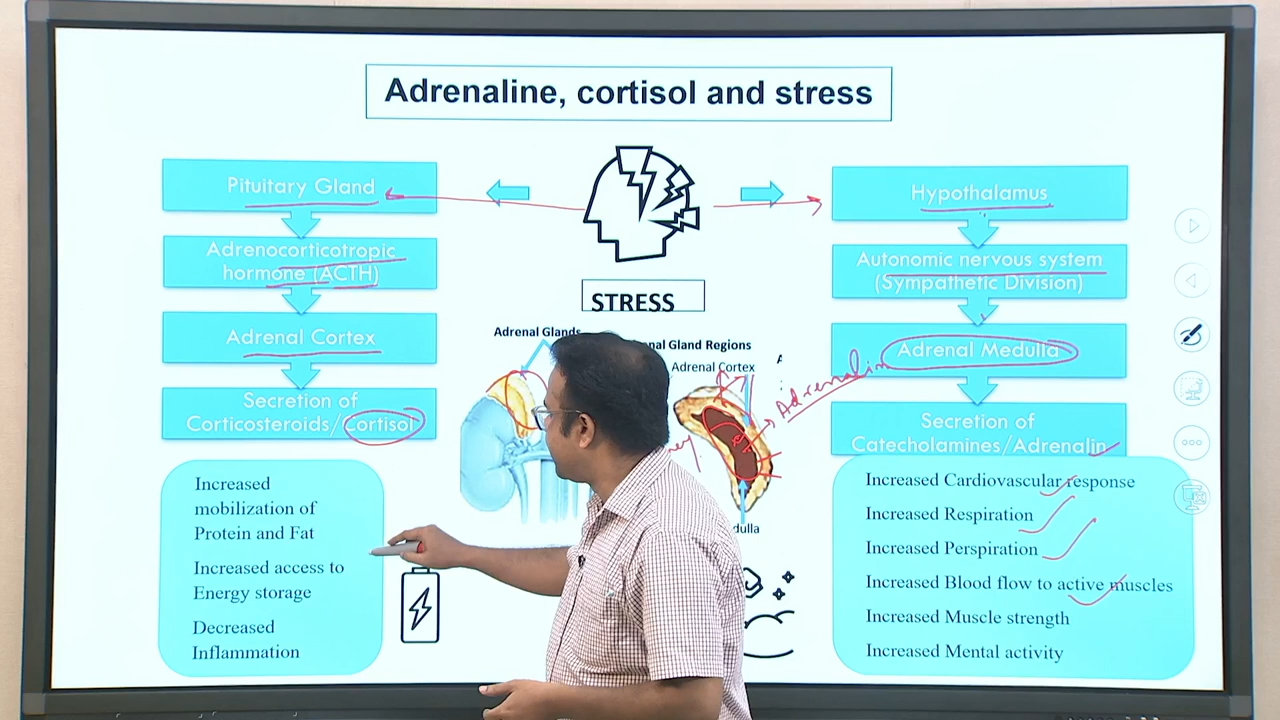 Adrenaline, cortisol and stress
Pituitary Gland
Adrenocorticotropic
hormone (ACTH)
Adrenal Cortex
Secretion of
Corticosteroids/Cortisol
Increased
mobilization of
Protein and Fat
Increased access to
Energy storage
Decreased
Inflammation
STRESS
Adrenal Glands
Gland Regions
Adrenal Cortex
Adrenalin
Hypothalamus
Autonomic nervous system
(Sympathetic Division)
Adrenal Medulla
Secretion of
Catecholamines/Adrenalin
Increased Cardiovascular response
Increased Respiration
Increased Perspiration
Increased Blood flow to active muscles
Increased Muscle strength
Increased Mental activity